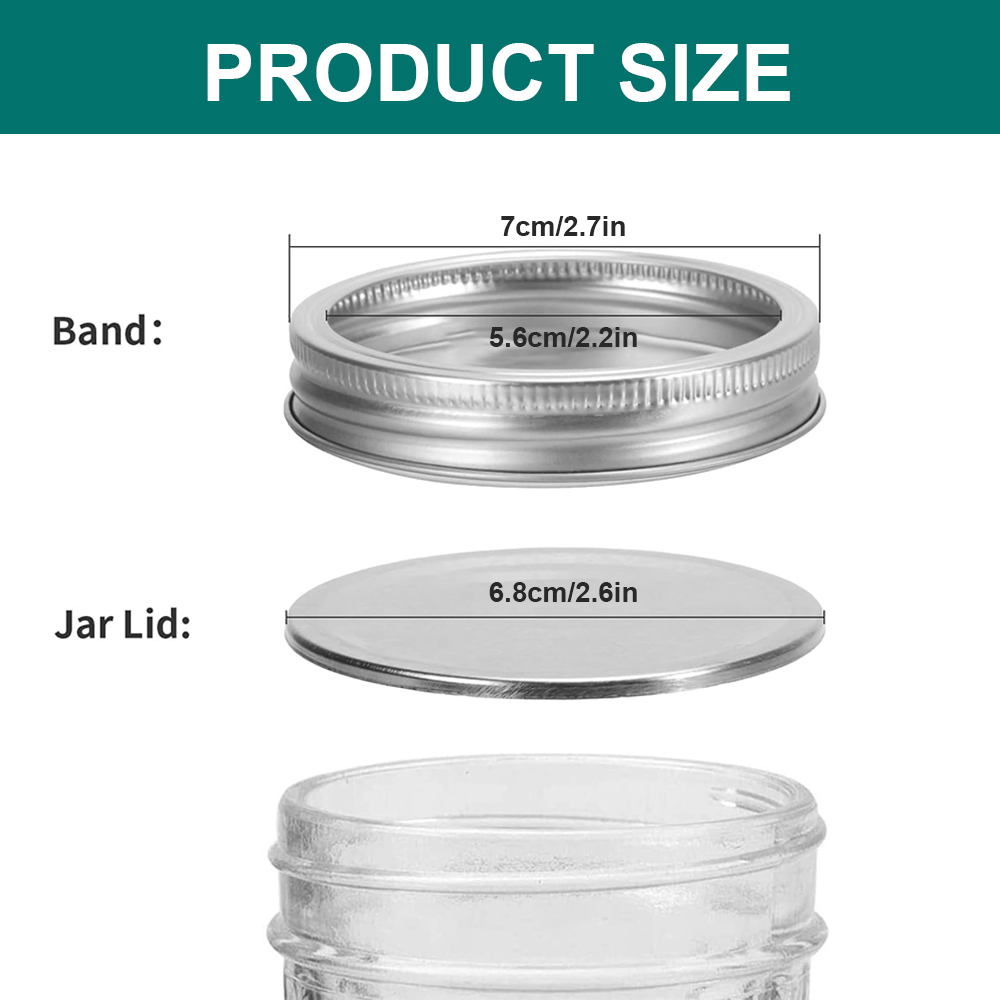 PRODUCT SIZE
7cm/2.7in
Band：
5.6cm/2.2in
6.8cm/2.6in
Jar Lid: